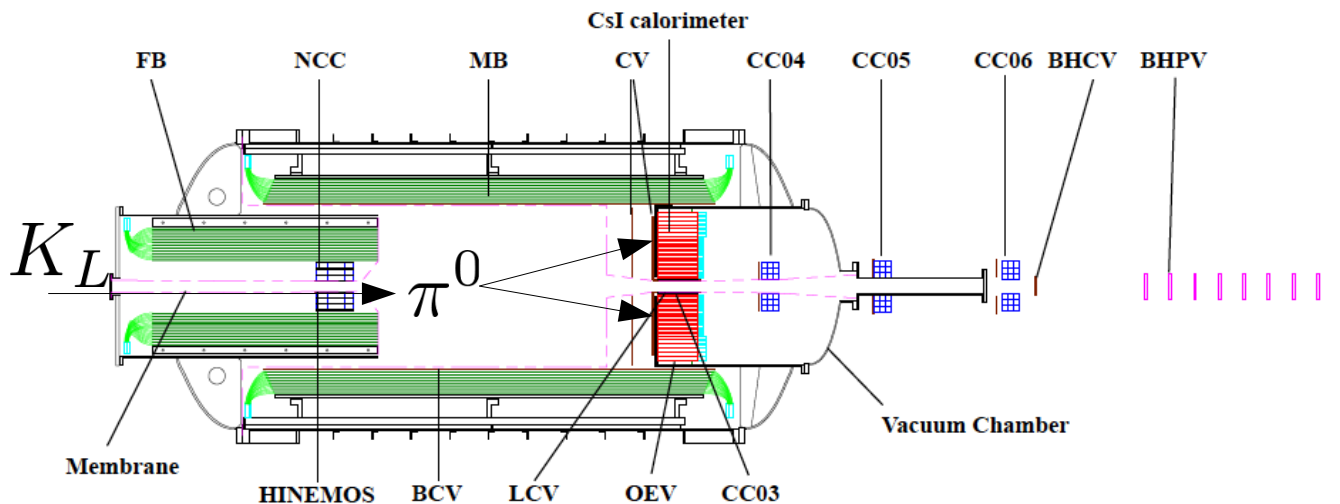 CsI calorimeter
FB NCC MB CV CC04 CC05 CC06 BHCV BHPV
K_L π^0
Vacuum Chamber
Membrane
HINEMOS BCV LCV OEV CC03